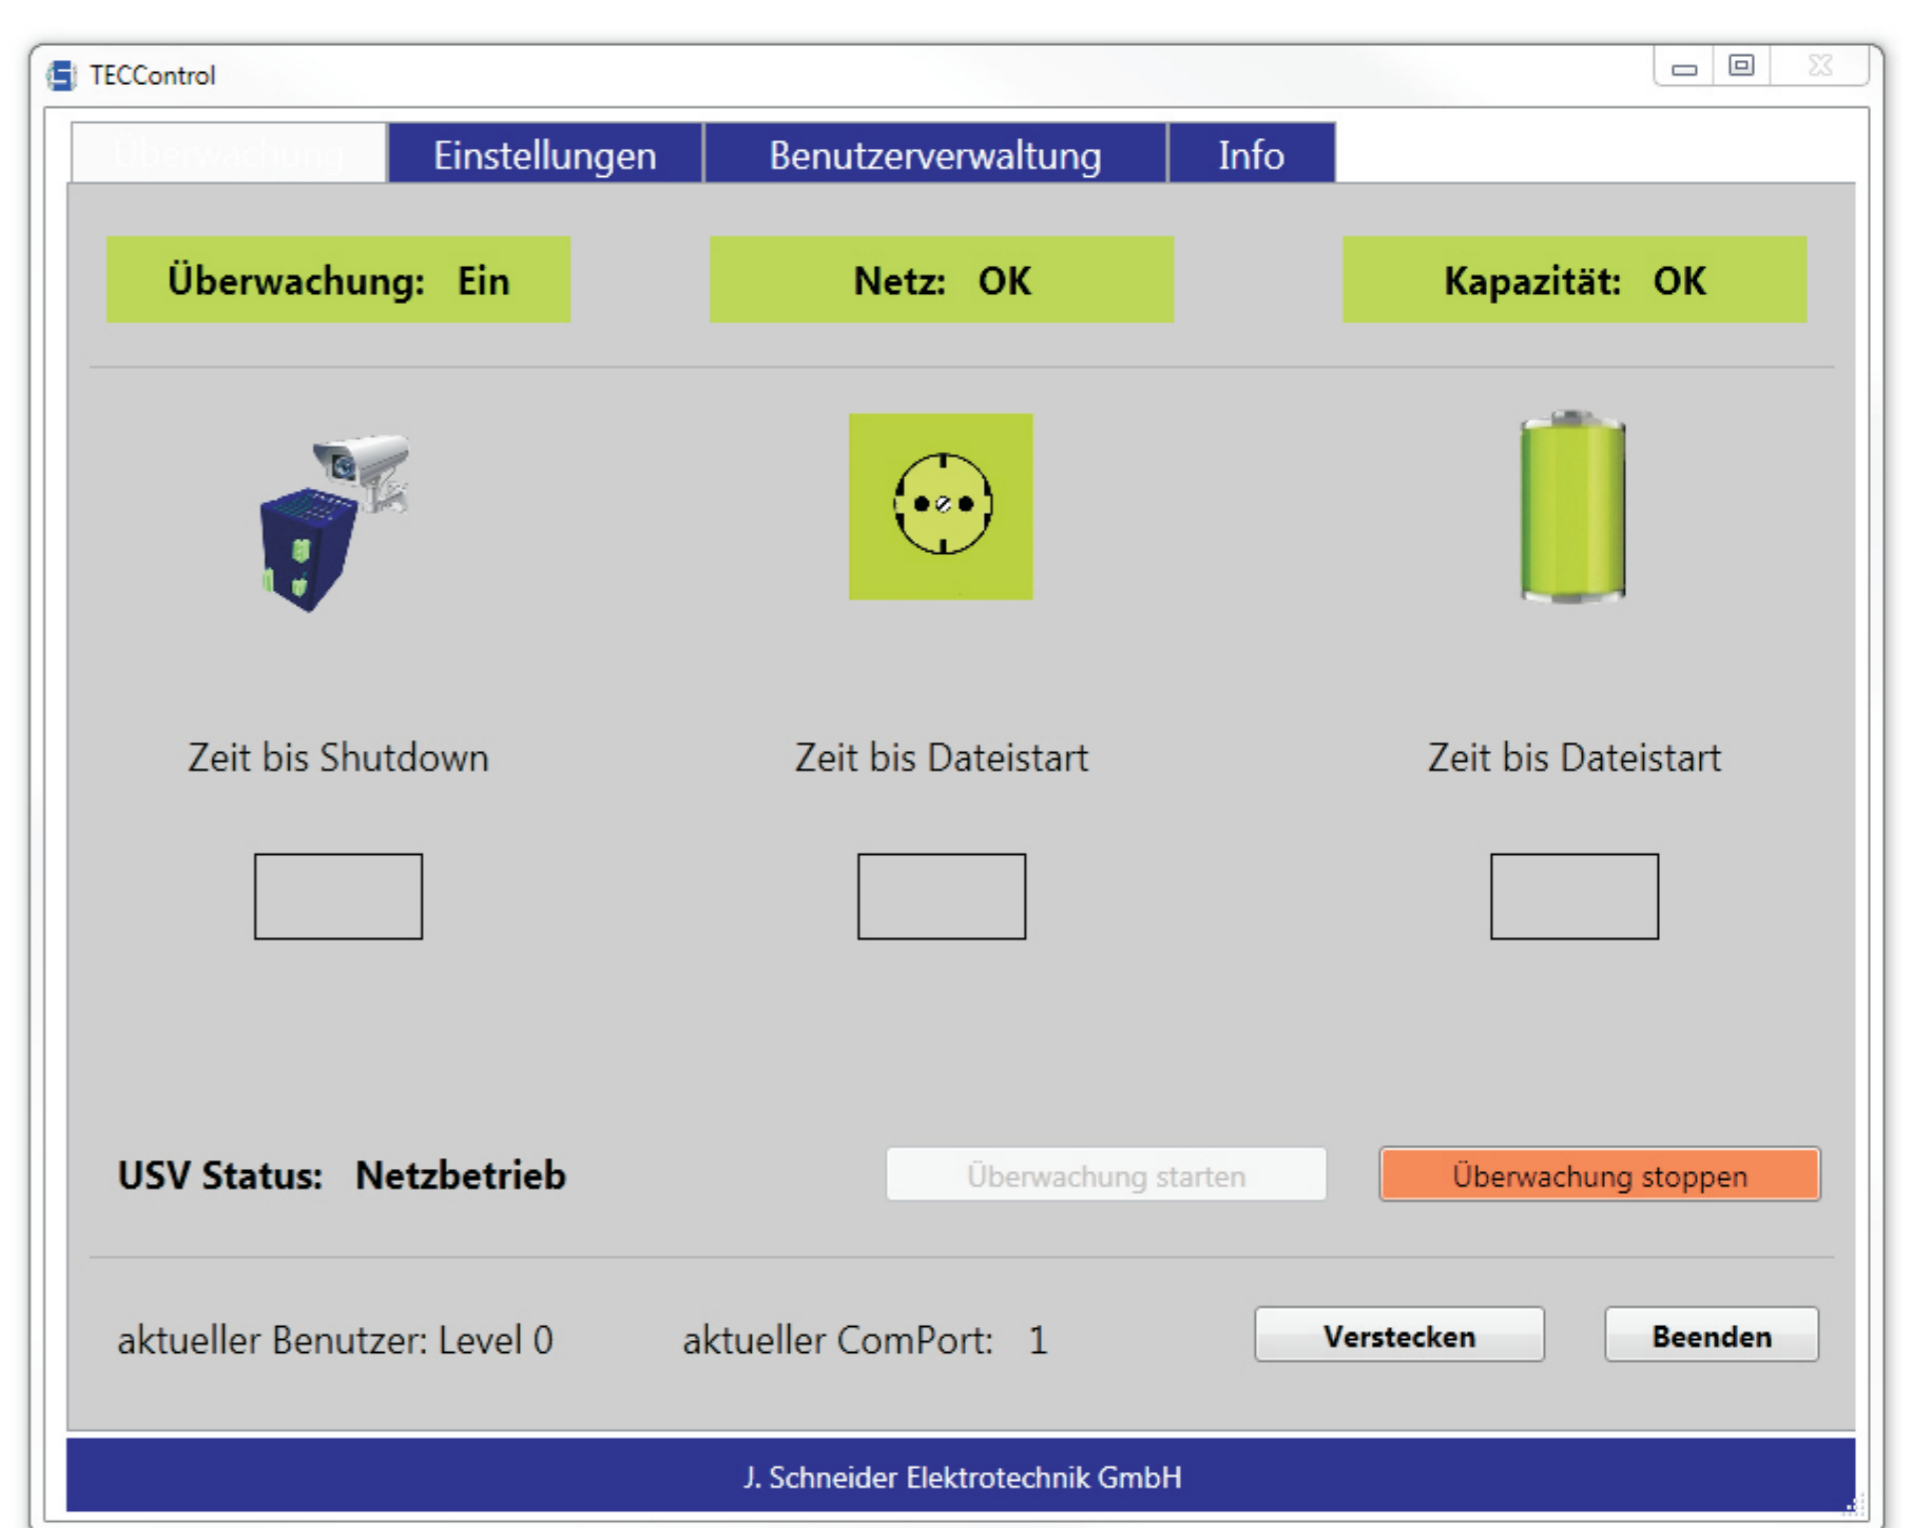 TECControl
Überwachung Einstellungen Benutzerverwaltung Info
Überwachung: Ein Netz: OK Kapazität: OK
Zeit bis Shutdown Zeit bis Dateistart Zeit bis Dateistart
USV Status: Netzbetrieb Überwachung starten Überwachung stoppen
aktueller Benutzer: Level 0 aktueller ComPort: 1 Verstecken Beenden
J. Schneider Elektrotechnik GmbH